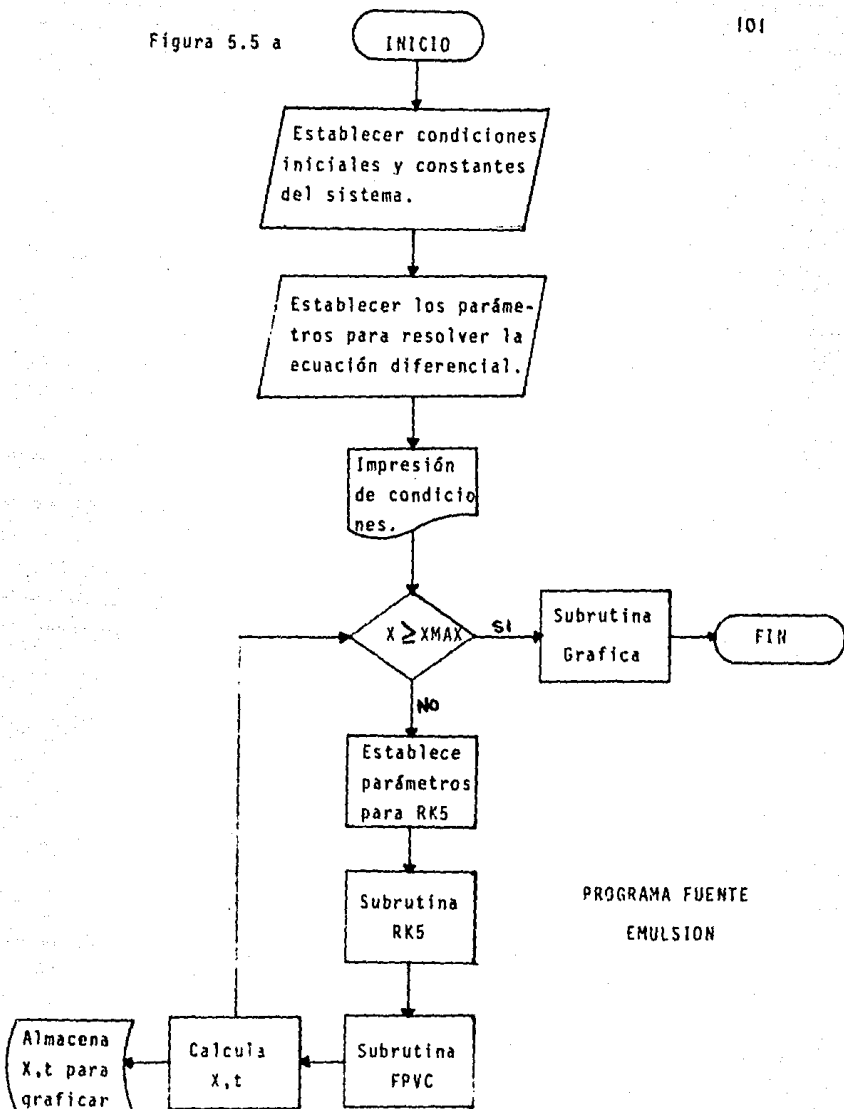 Figura 5.5 a
INICIO
101
Establecer condiciones
iniciales y constantes
del sistema.
Establecer los paráme-
tros para resolver la
ecuación diferencial.
Impresión
de condicio
nes.
X ≥ XMAX
SI
Subrutina
Grafica
FIN
NO
Establece
parámetros
para RK5
Subrutina
RK5
PROGRAMA FUENTE
EMULSION
Subrutina
FPVC
Calcula
X,t
Almacena
X,t para
graficar